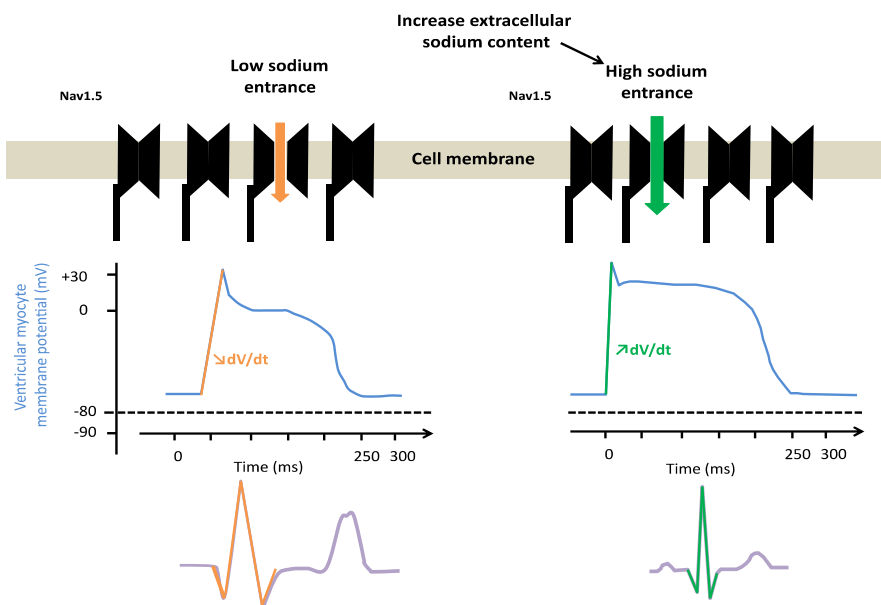 Increase extracellular
sodium content
Low sodium
entrance
High sodium
entrance
Nav1.5
Nav1.5
Cell membrane
Ventricular myocyte
membrane potential (mV)
+30
0
-80
-90
↘dV/dt
↗dV/dt
0
250 300
Time (ms)
0
250 300
Time (ms)